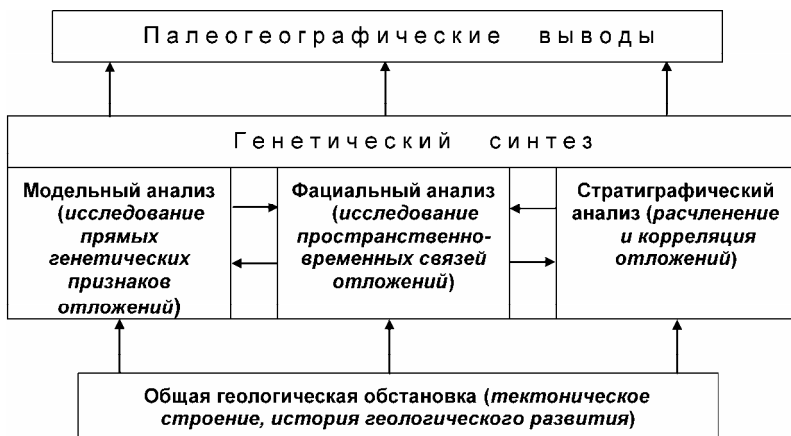 Палеогеографические выводы
Генетический синтез
Модельный анализ
(исследование
прямых
генетических
признаков
отложений)
Фациальный анализ
(исследование
пространственно-
временных связей
отложений)
Стратиграфический
анализ (расчленение
и корреляция
отложений)
Общая геологическая обстановка (тектоническое
строение, история геологического развития)